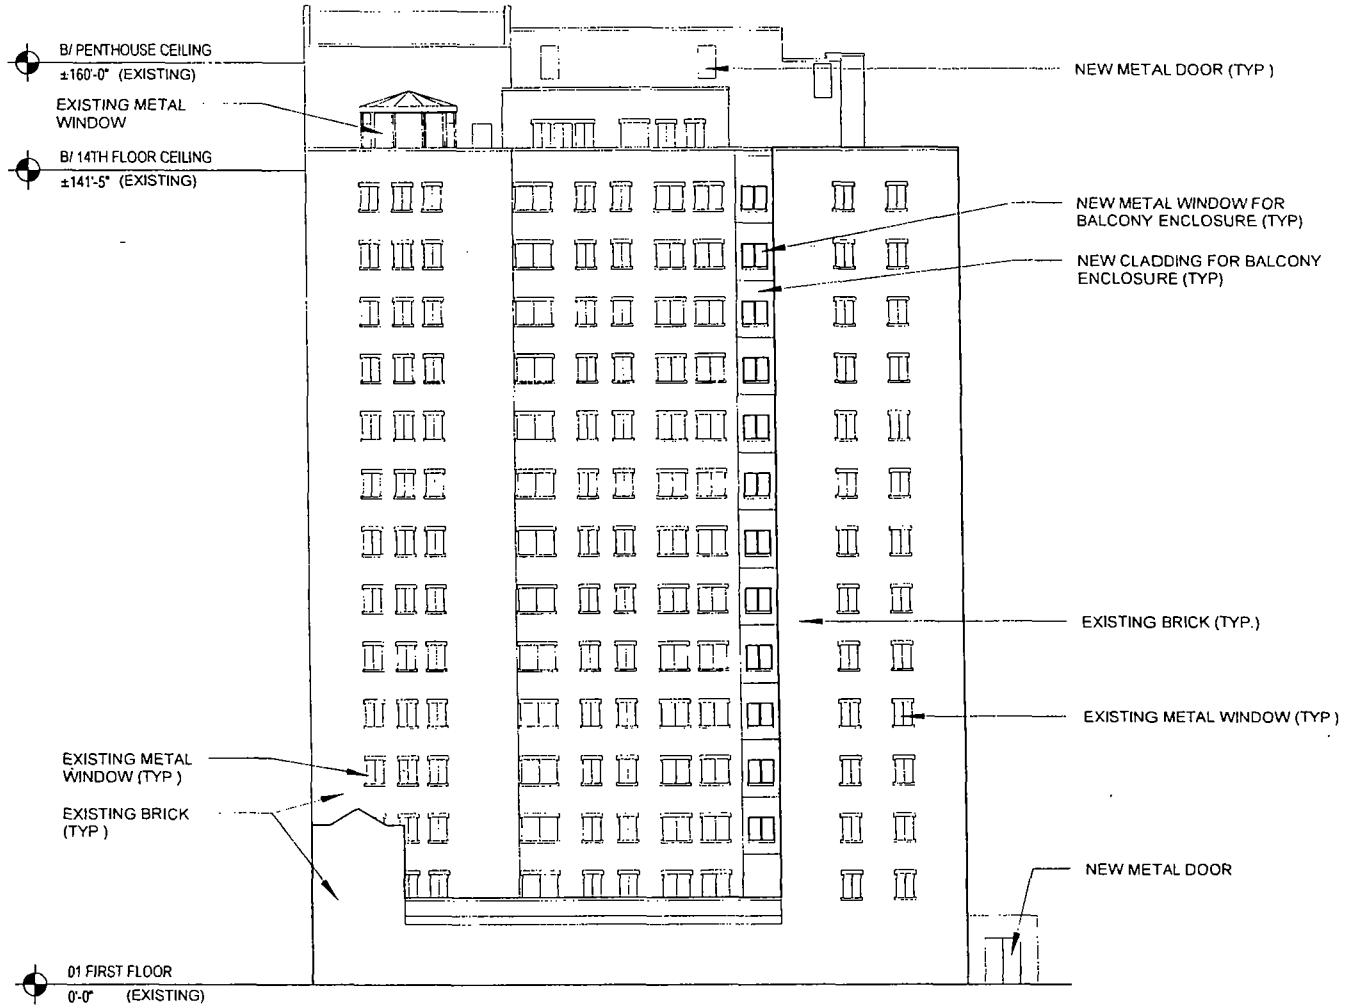 B/ PENTHOUSE CEILING
±160'-0" (EXISTING)
EXISTING METAL
WINDOW
B/ 14TH FLOOR CEILING
±141'-5" (EXISTING)
NEW METAL DOOR (TYP )
NEW METAL WINDOW FOR
BALCONY ENCLOSURE (TYP)
NEW CLADDING FOR BALCONY
ENCLOSURE (TYP)
EXISTING BRICK (TYP.)
EXISTING METAL WINDOW (TYP )
EXISTING METAL
WINDOW (TYP )
EXISTING BRICK
(TYP )
NEW METAL DOOR
01 FIRST FLOOR
0'-0" (EXISTING)